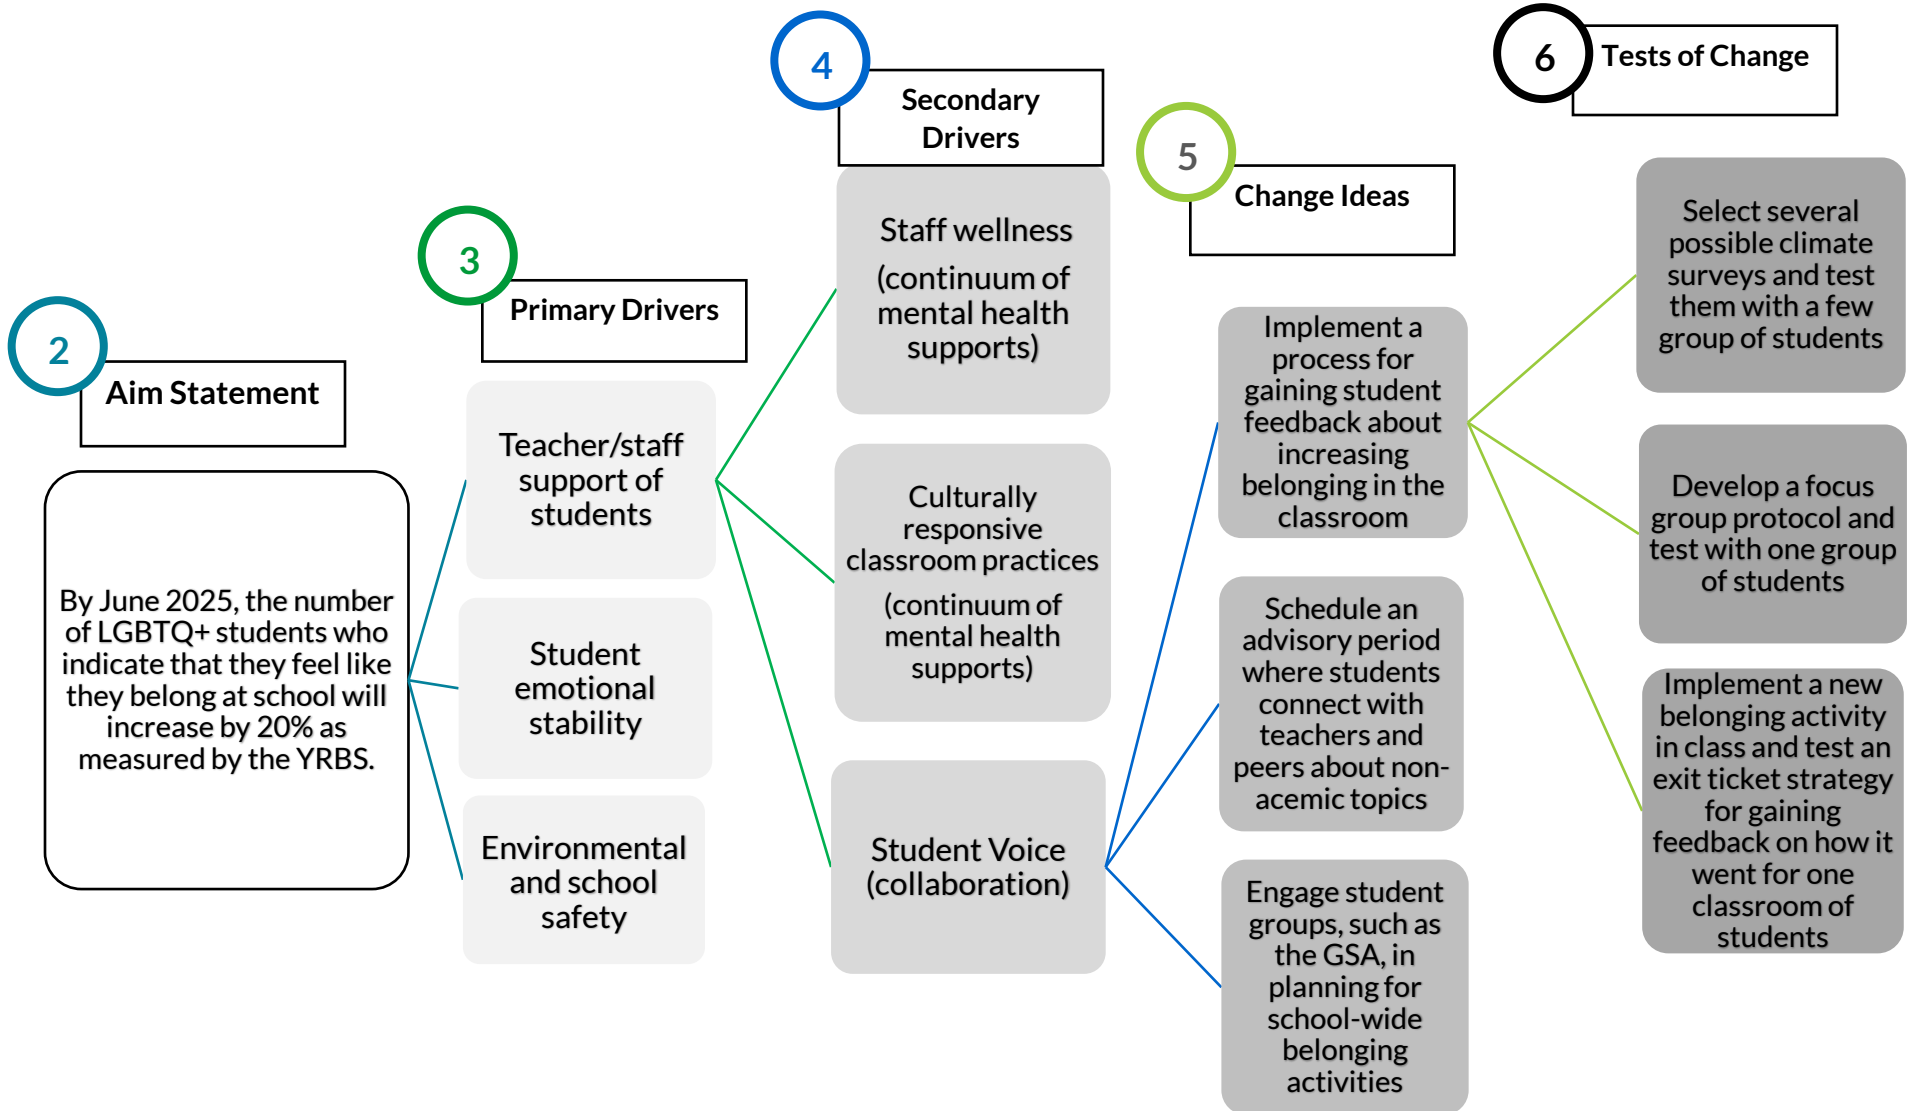 2
Aim Statement
By June 2025, the number
of LGBTQ+ students who
indicate that they feel like
they belong at school will
increase by 20% as
measured by the YRBS.
3
Primary Drivers
Teacher/staff
support of
students
Student
emotional
stability
Environmental
and school
safety
4
Secondary
Drivers
Staff wellness
(continuum of
mental health
supports)
Culturally
responsive
classroom practices
(continuum of
mental health
supports)
Student Voice
(collaboration)
5
Change Ideas
Implement a
process for
gaining student
feedback about
increasing
belonging in the
classroom
Schedule an
advisory period
where students
connect with
teachers and
peers about non-
acemic topics
Engage student
groups, such as
the GSA, in
planning for
school-wide
belonging
activities
6
Tests of Change
Select several
possible climate
surveys and test
them with a few
group of students
Develop a focus
group protocol and
test with one group
of students
Implement a new
belonging activity
in class and test an
exit ticket strategy
for gaining
feedback on how it
went for one
classroom of
students